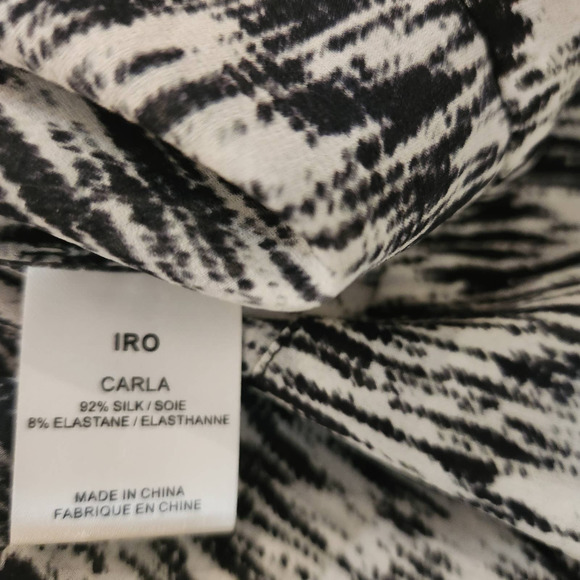 IRO
CARLA
92% SILK / SOIE
8% ELASTANE / ELASTHANNE
MADE IN CHINA
FABRIQUE EN CHINE